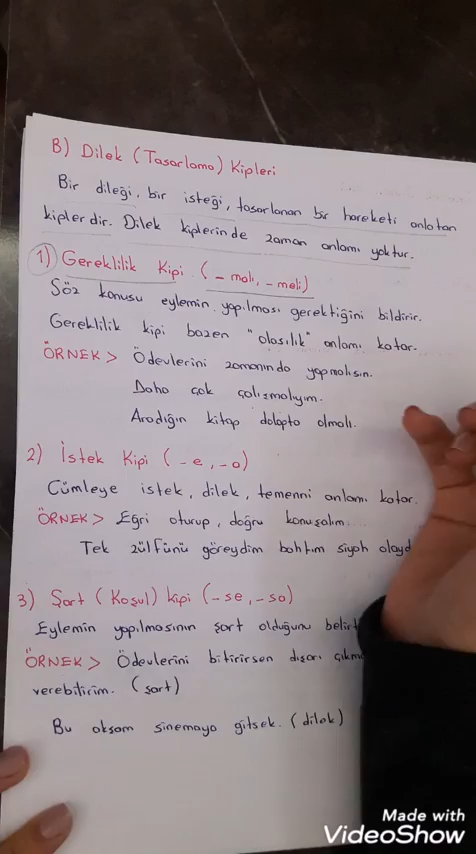 B) Dilek (Tasarlama) Kipleri
Bir dileği, bir isteği, tasarlanan bir hareketi anlatan
kiplerdir. Dilek kiplerinde zaman anlamı yoktur.
1) Gereklilik Kipi (-malı, -meli)
Söz konusu eylemin yapılması gerektiğini bildirir.
Gereklilik kipi bazen "olasılık" anlamı katar.
ÖRNEK > Ödevlerini zamanında yapmalısın.
Daha çok çalışmalıyım.
Aradığın kitap dolapta olmalı.
2) İstek Kipi (-e, -a)
Cümleye istek, dilek, temenni anlamı katar.
ÖRNEK > Eğri oturup, doğru konuşalım.
Tek zülfünü göreydim bahtım siyah olayd
3) Şart (Koşul) Kipi (-se, -sa)
Eylemin yapılmasının şart olduğunu belirt
ÖRNEK > Ödevlerini bitirirsen dışarı çıkm
verebilirim. (şart)
Bu akşam sinemaya gitsek. (dilek)
Made with
VideoShow